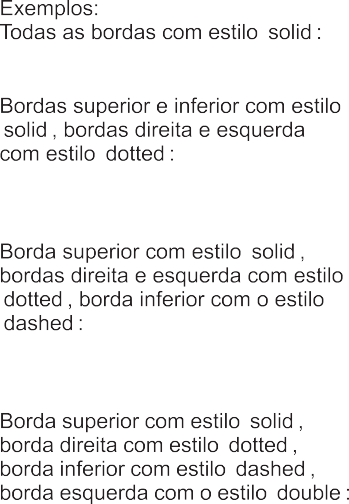 Exemplos:
Todas as bordas com estilo solid :
Bordas superior e inferior com estilo
solid , bordas direita e esquerda
com estilo dotted :
Borda superior com estilo solid ,
bordas direita e esquerda com estilo
dotted , borda inferior com o estilo
dashed :
Borda superior com estilo solid ,
borda direita com estilo dotted ,
borda inferior com estilo dashed ,
borda esquerda com o estilo double :